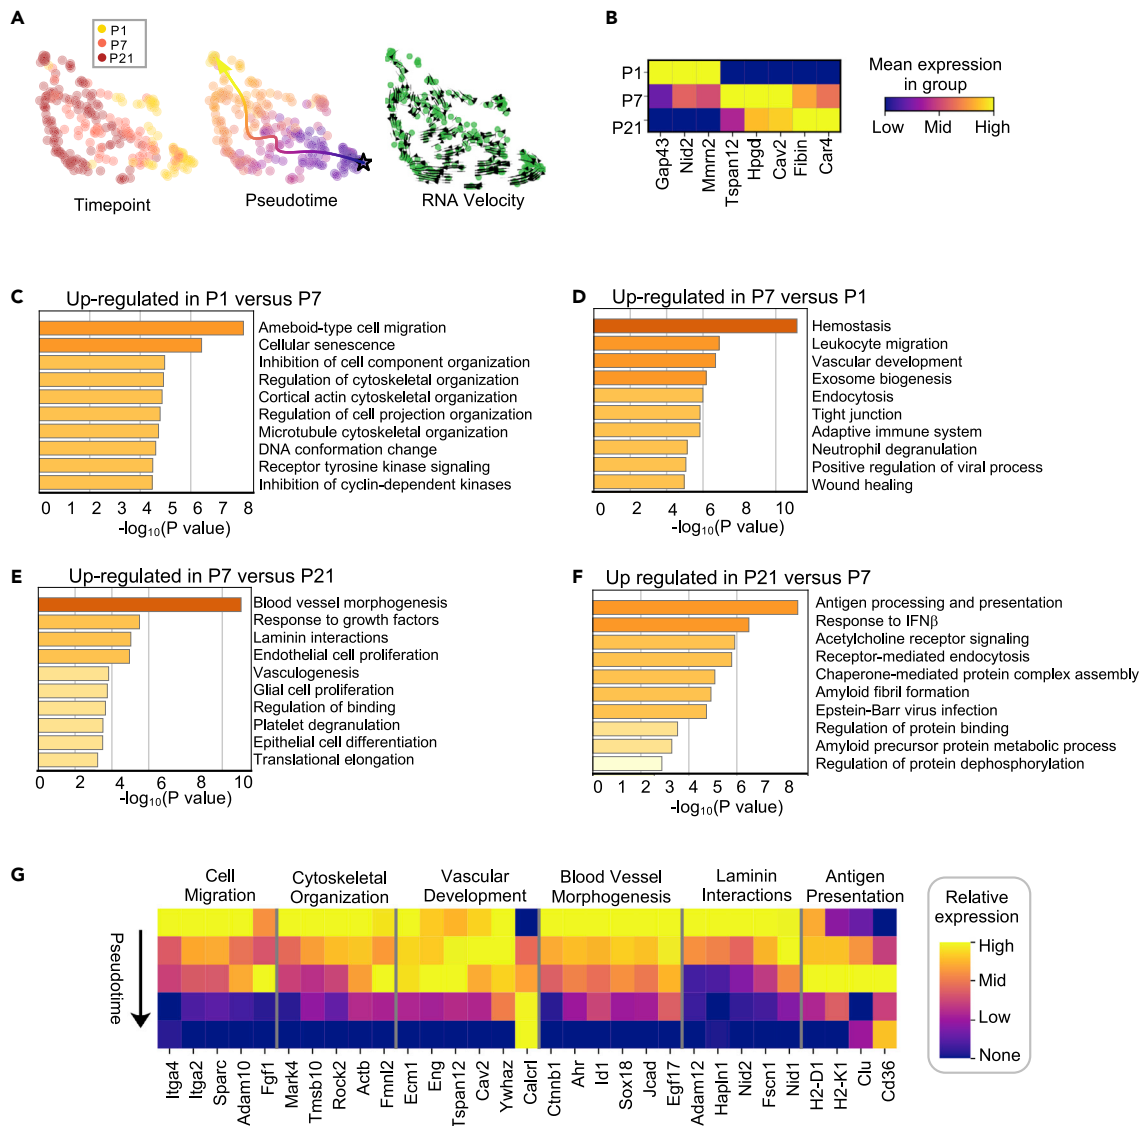 A
P1
P7
P21
Timepoint
Pseudotime
RNA Velocity
B
P1
P7
P21
Gap43
Nid2
Mmrn2
Tspan12
Hpgd
Cav2
Fibin
Car4
Mean expression
in group
Low
Mid
High
C
Up-regulated in P1 versus P7
Ameboid-type cell migration
Cellular senescence
Inhibition of cell component organization
Regulation of cytoskeletal organization
Cortical actin cytoskeletal organization
Regulation of cell projection organization
Microtubule cytoskeletal organization
DNA conformation change
Receptor tyrosine kinase signaling
Inhibition of cyclin-dependent kinases
0 1 2 3 4 5 6 7 8
-log10(P value)
D
Up-regulated in P7 versus P1
Hemostasis
Leukocyte migration
Vascular development
Exosome biogenesis
Endocytosis
Tight junction
Adaptive immune system
Neutrophil degranulation
Positive regulation of viral process
Wound healing
0 2 4 6 8 10
-log10(P value)
E
Up-regulated in P7 versus P21
Blood vessel morphogenesis
Response to growth factors
Laminin interactions
Endothelial cell proliferation
Vasculogenesis
Glial cell proliferation
Regulation of binding
Platelet degranulation
Epithelial cell differentiation
Translational elongation
0 2 4 6 8 10
-log10(P value)
F
Up regulated in P21 versus P7
Antigen processing and presentation
Response to IFNβ
Acetylcholine receptor signaling
Receptor-mediated endocytosis
Chaperone-mediated protein complex assembly
Amyloid fibril formation
Epstein-Barr virus infection
Regulation of protein binding
Amyloid precursor protein metabolic process
Regulation of protein dephosphorylation
0 1 2 3 4 5 6 7 8
-log10(P value)
G
Cell
Migration
Cytoskeletal
Organization
Vascular
Development
Blood Vessel
Morphogenesis
Laminin
Interactions
Antigen
Presentation
Pseudotime
Itga4
Itga2
Sparc
Adam10
Fgf1
Mark4
Tmsb10
Rock2
Actb
Fmnl2
Ecm1
Eng
Tspan12
Cav2
Ywhaz
Calcrl
Ctmb1
Ahr
Id1
Sox18
Jcad
Egf17
Adam12
Hapln1
Nid2
Fscn1
Nid1
H2-D1
H2-K1
Clu
Cd36
Relative
expression
High
Mid
Low
None